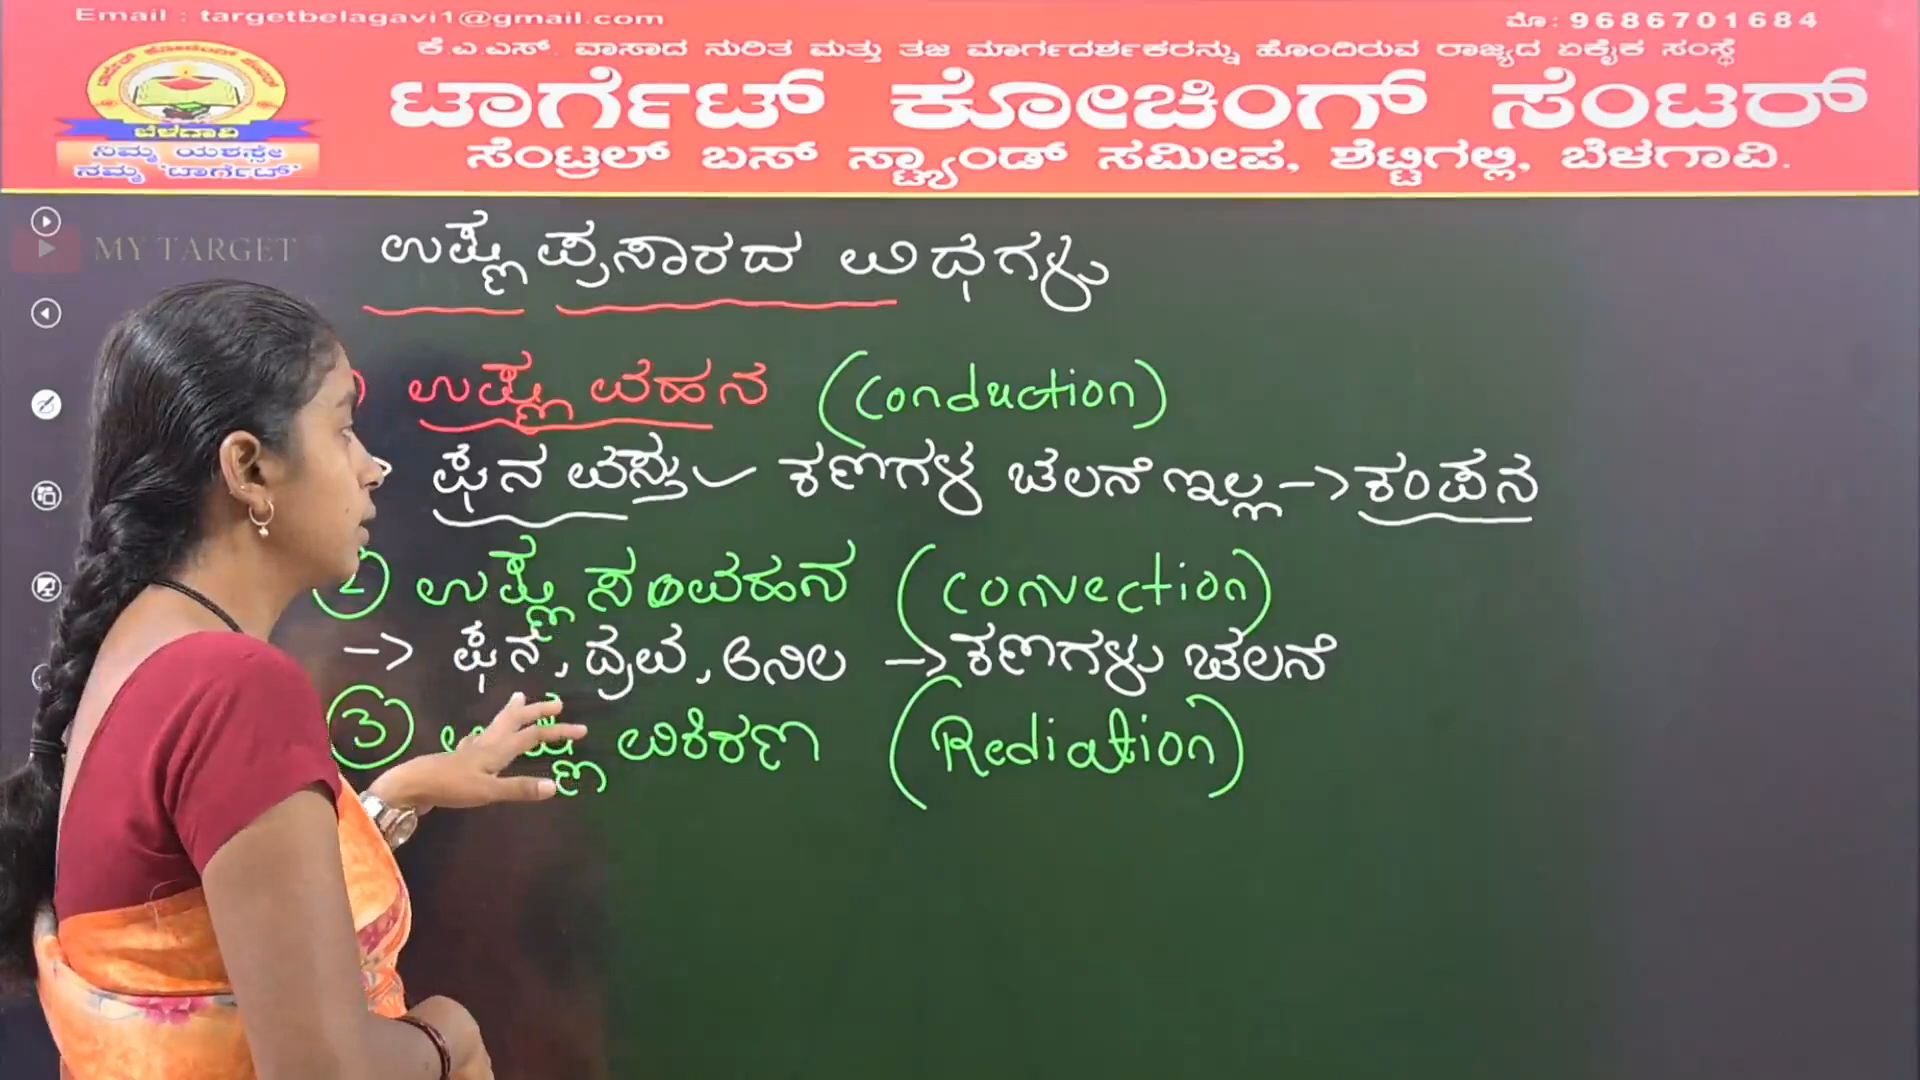 Email : targetbelagavi1@gmail.com
ಮೊ: 9686701684
ಕೆ.ಎ.ಎಸ್. ಪಾಸಾದ ನುರಿತ ಮತ್ತು ತಜ್ಞ ಮಾರ್ಗದರ್ಶಕರನ್ನು ಹೊಂದಿರುವ ರಾಜ್ಯದ ಏಕೈಕ ಸಂಸ್ಥೆ
ಟಾರ್ಗೆಟ್ ಕೋಚಿಂಗ್ ಸೆಂಟರ್
ಸೆಂಟ್ರಲ್ ಬಸ್ ಸ್ಟ್ಯಾಂಡ್ ಸಮೀಪ, ಶೆಟ್ಟಿಗಲ್ಲಿ, ಬೆಳಗಾವಿ.
ಬೆಳಗಾವಿ
ನಿಮ್ಮ ಯಶಸ್ಸೇ
ನಮ್ಮ 'ಟಾರ್ಗೆಟ್'
MY TARGET
ಉಷ್ಣ ಪ್ರಸಾರದ ವಿಧಗಳು
ಉಷ್ಣ ವಹನ (Conduction)
ಘನ ವಸ್ತು ಕಣಗಳ ಚಲನೆ ಇಲ್ಲ -> ಕಂಪನ
2 ಉಷ್ಣ ಸಂವಹನ (Convection)
-> ಘನ, ದ್ರವ, ಅನಿಲ -> ಕಣಗಳು ಚಲನೆ
3 ಉಷ್ಣ ವಿಕಿರಣ (Rediation)